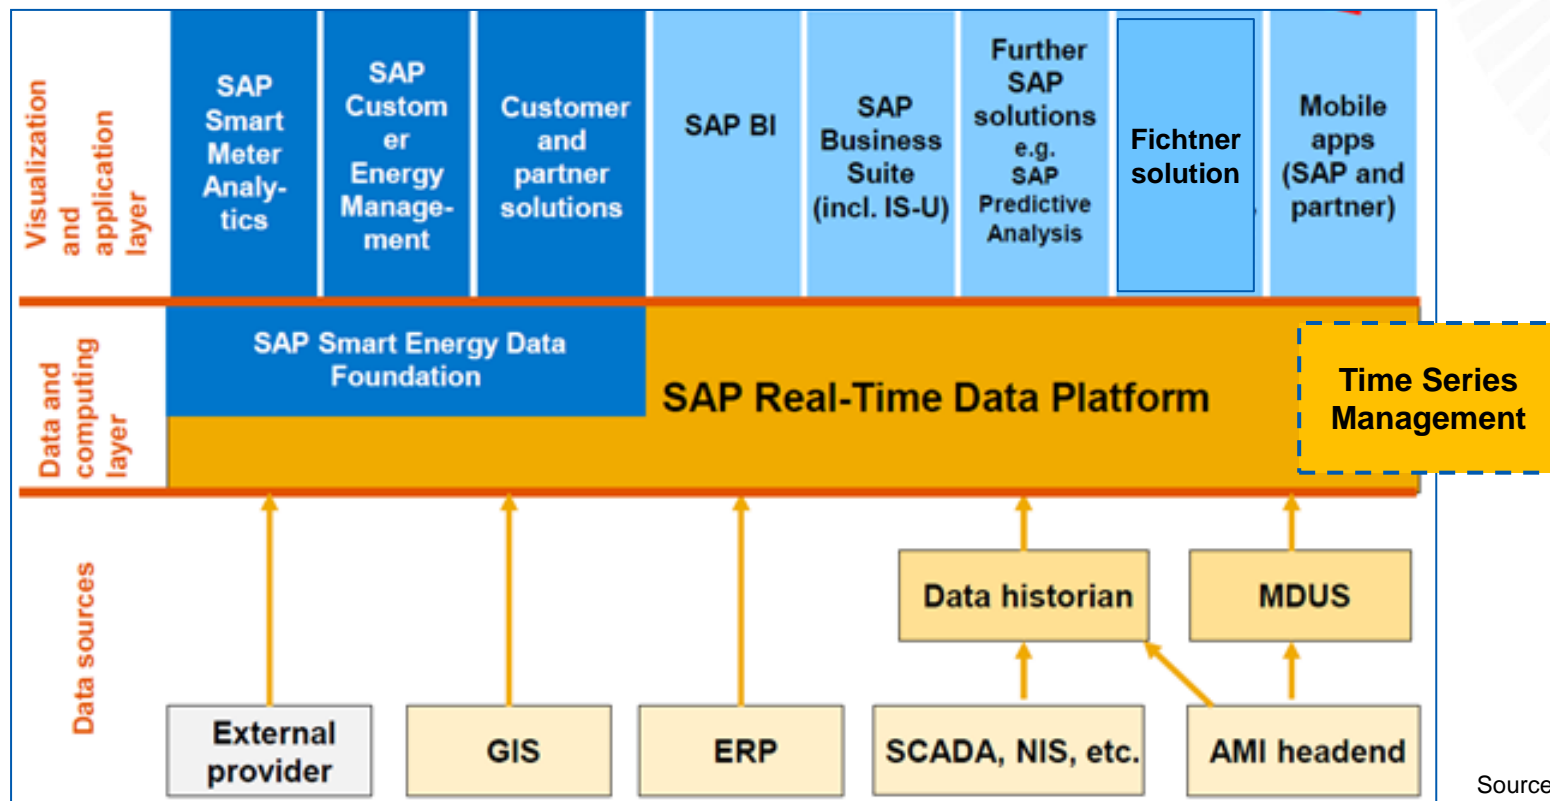 Visualization
and
application
layer
SAP
Smart
Meter
Analy-
tics
SAP
Custom
er
Energy
Manage-
ment
Customer
and
partner
solutions
SAP BI
SAP
Business
Suite
(incl. IS-U)
Further
SAP
solutions
e.g.
SAP
Predictive
Analysis
Fichtner
solution
Mobile
apps
(SAP and
partner)
Data and
computing
layer
SAP Smart Energy Data
Foundation
SAP Real-Time Data Platform
Time Series
Management
Data sources
Data historian
MDUS
External
provider
GIS
ERP
SCADA, NIS, etc.
AMI headend
Source